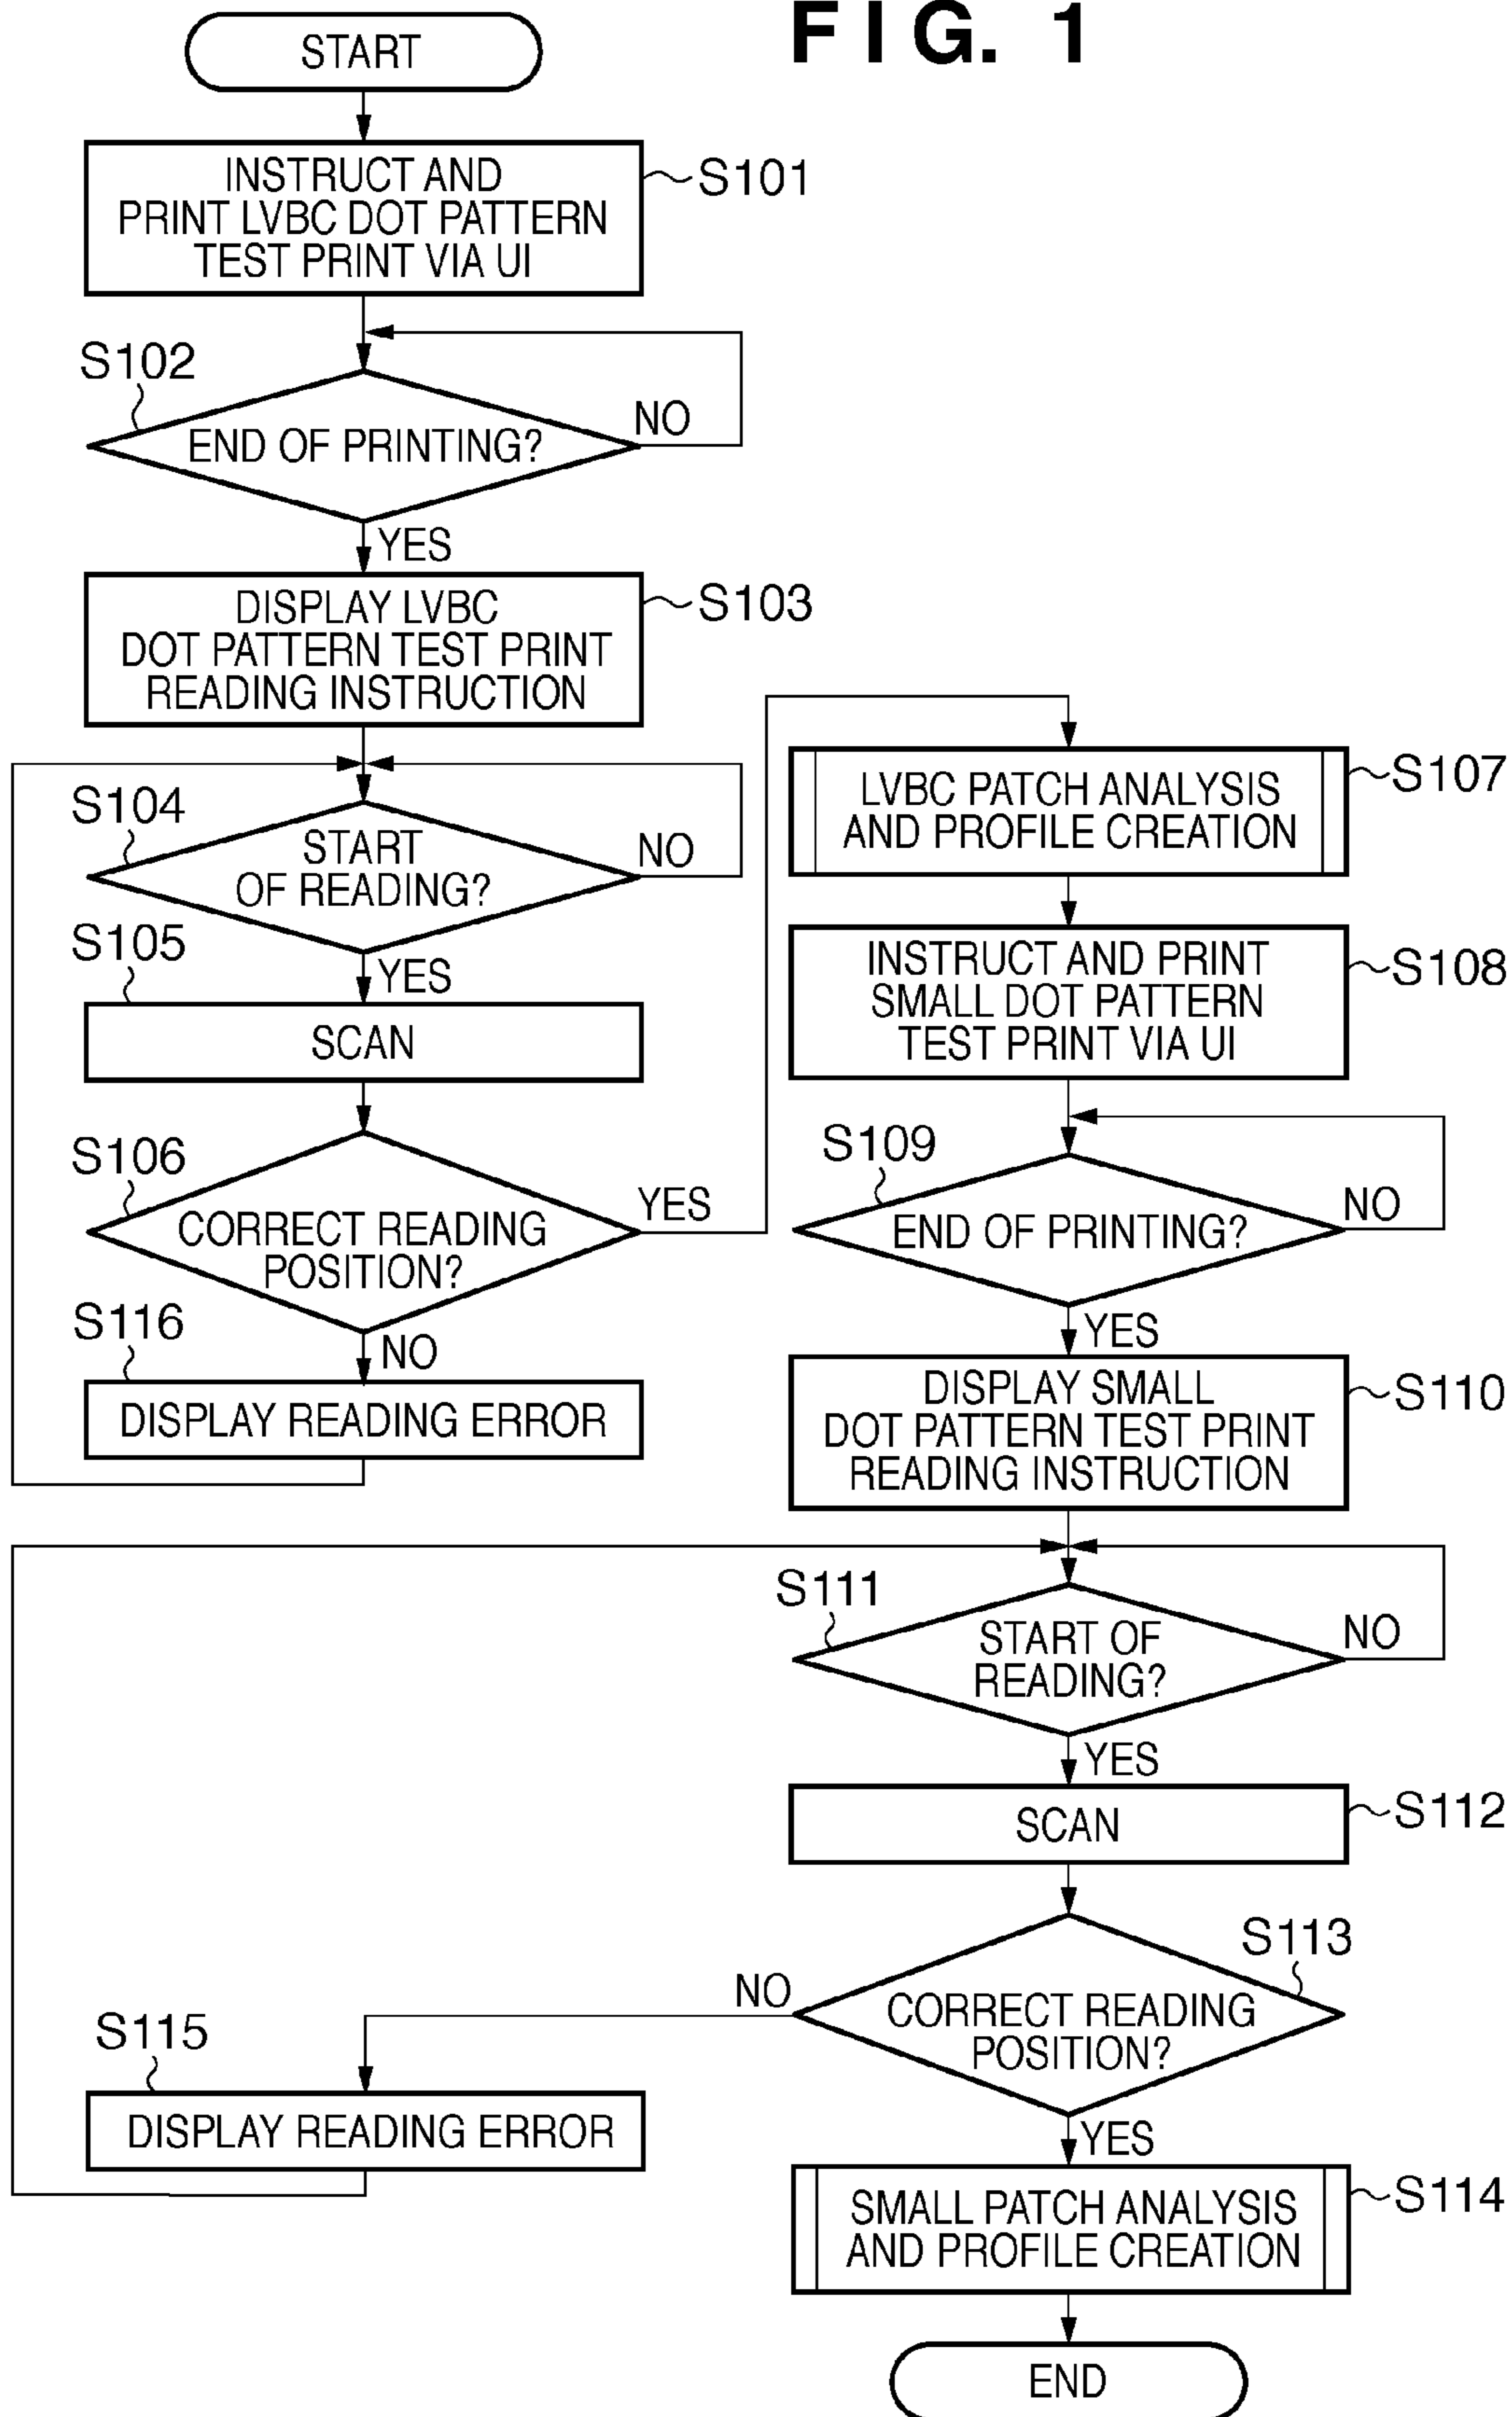 FIG. 1
START
INSTRUCT AND
PRINT LVBC DOT PATTERN
TEST PRINT VIA UI
S101
S102
END OF PRINTING?
NO
YES
DISPLAY LVBC
DOT PATTERN TEST PRINT
READING INSTRUCTION
S103
S104
START
OF READING?
NO
YES
S105
SCAN
S106
CORRECT READING
POSITION?
YES
NO
S116
DISPLAY READING ERROR
LVBC PATCH ANALYSIS
AND PROFILE CREATION
S107
INSTRUCT AND PRINT
SMALL DOT PATTERN
TEST PRINT VIA UI
S108
S109
END OF PRINTING?
NO
YES
DISPLAY SMALL
DOT PATTERN TEST PRINT
READING INSTRUCTION
S110
S111
START OF
READING?
NO
YES
SCAN
S112
S113
CORRECT READING
POSITION?
NO
S115
DISPLAY READING ERROR
YES
SMALL PATCH ANALYSIS
AND PROFILE CREATION
S114
END